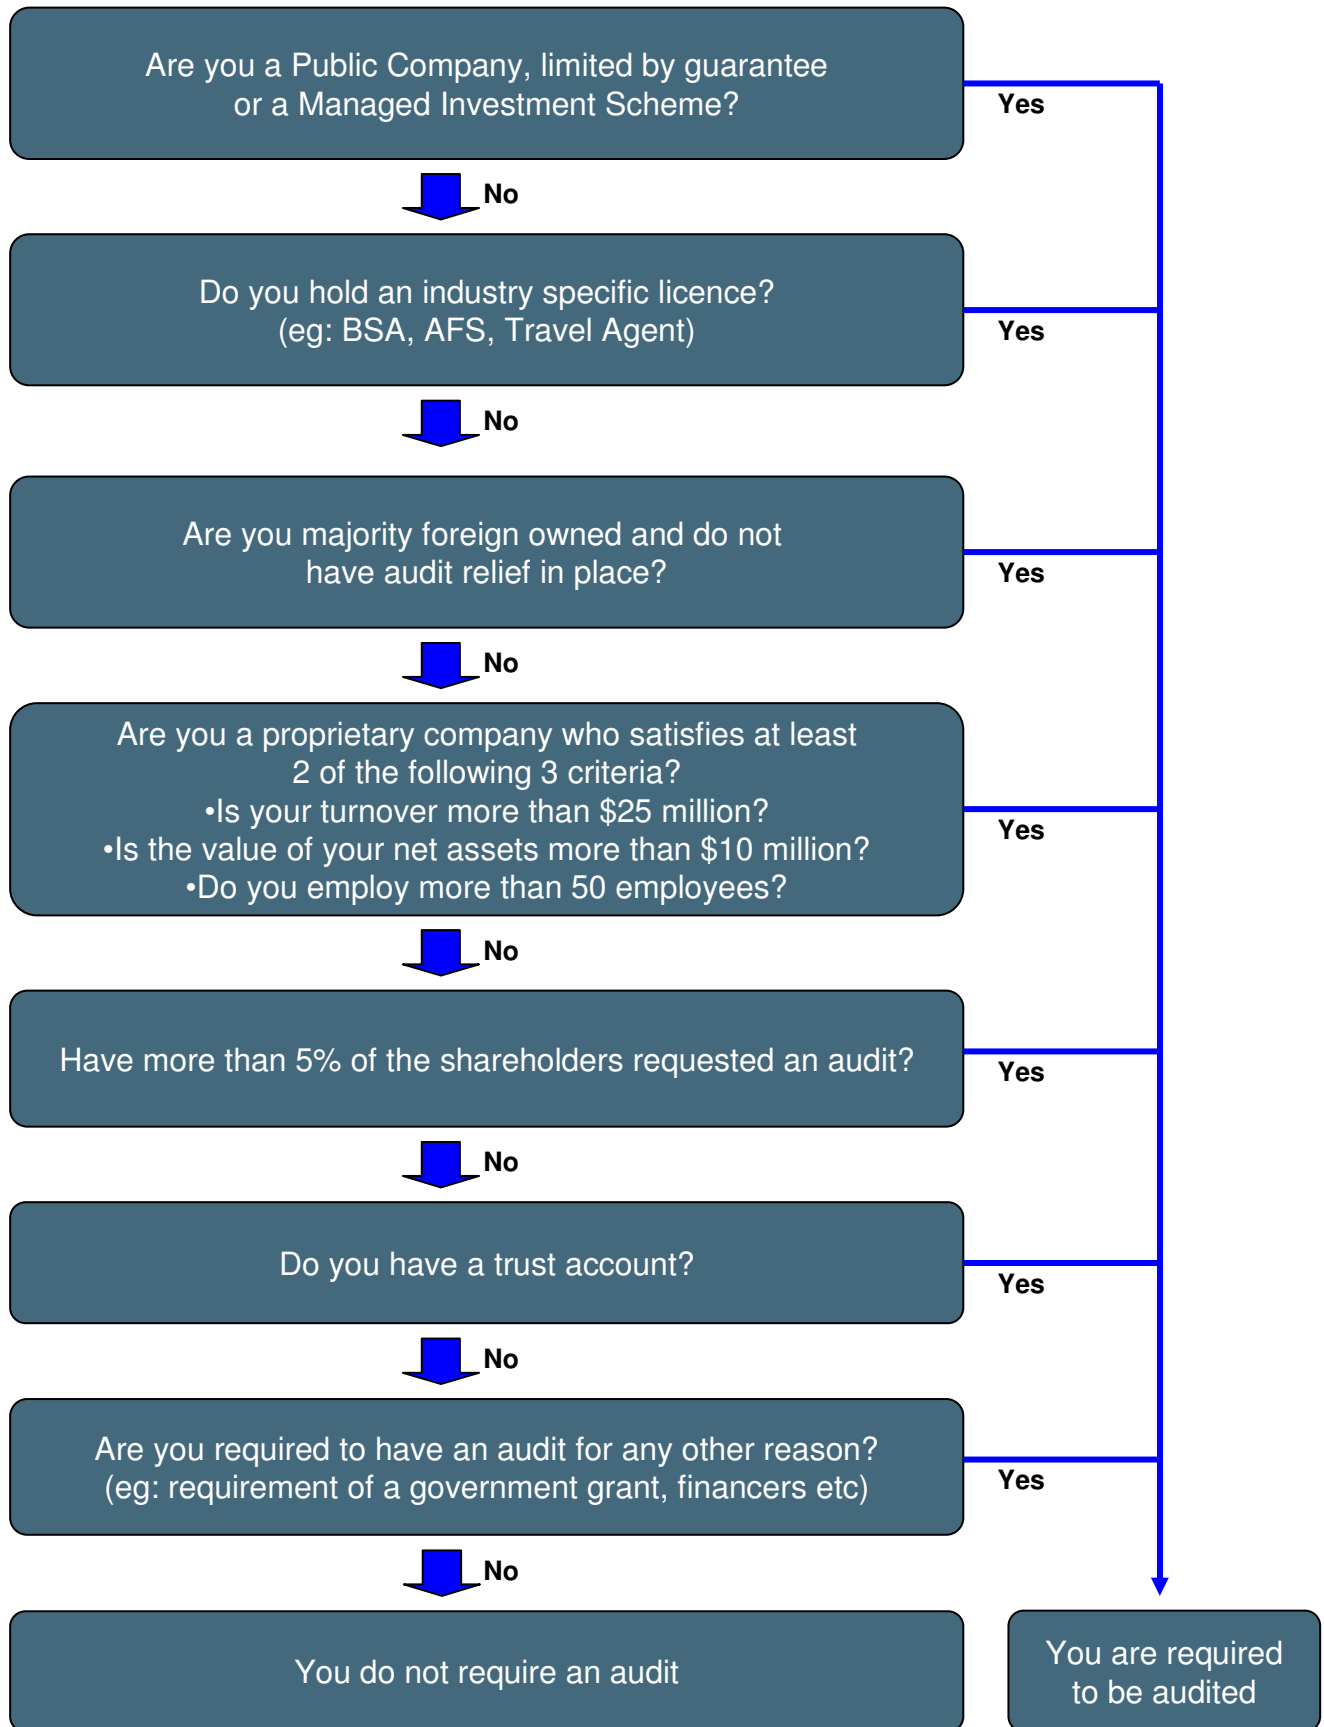 Are you a Public Company, limited by guarantee
or a Managed Investment Scheme?
Yes
No
Do you hold an industry specific licence?
(eg: BSA, AFS, Travel Agent)
Yes
No
Are you majority foreign owned and do not
have audit relief in place?
Yes
No
Are you a proprietary company who satisfies at least
2 of the following 3 criteria?
•Is your turnover more than $25 million?
•Is the value of your net assets more than $10 million?
•Do you employ more than 50 employees?
Yes
No
Have more than 5% of the shareholders requested an audit?
Yes
No
Do you have a trust account?
Yes
No
Are you required to have an audit for any other reason?
(eg: requirement of a government grant, financers etc)
Yes
No
You do not require an audit
You are required
to be audited